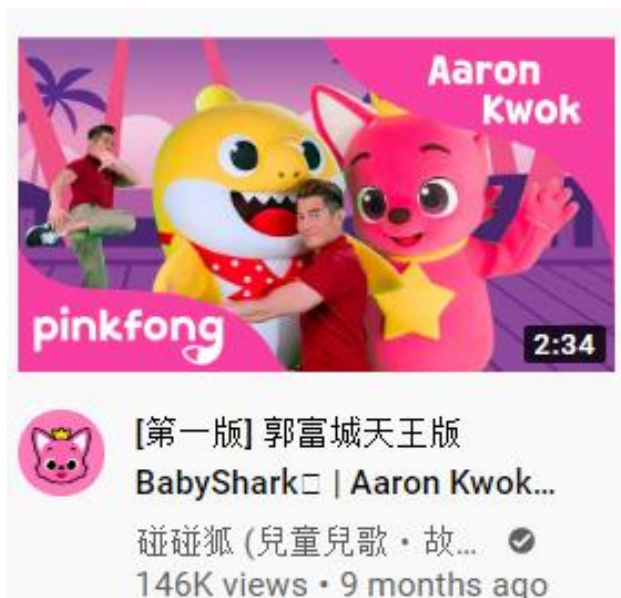 Aaron
Kwok
pinkfong
2:34
[第一版] 郭富城天王版
BabyShark□ | Aaron Kwok...
碰碰狐 (兒童兒歌・故...
146K views • 9 months ago